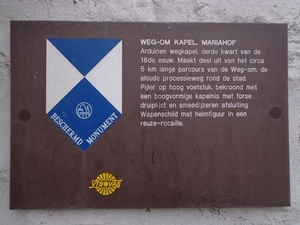 WEG-OM KAPEL, MARIAHOF
Arduinen wegkapel derde kwart van de
18de eeuw. Maakt deel uit van het circa
5 km lange parcours van de Weg-om, de
aloude processieweg rond de stad.
Pijler op hoog voetstuk, bekroond met
een boogvormige kapelnis met forse
druiplijst en smeedijzeren afsluiting.
Wapenschild met helmfiguur in een
reuze-rocaille.
BESCHERMD
MONUMENT